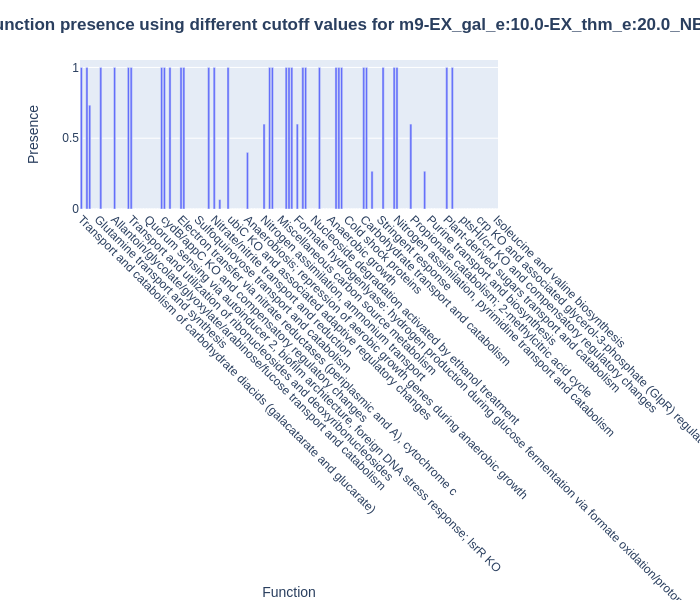 unction presence using different cutoff values for m9-EX_gal_e:10.0-EX_thm_e:20.0_NE
Presence
1
0.5
0
Transport and catabolism of carbohydrate diacids (galacatarate and glucarate)
Glutamine transport and synthesis
Allantoin/glycolate/glyoxylate/arabinose/fucose transport and catabolism
Transport and utilization of ribonucleosides and deoxyribonucleosides
Quorum sensing via autoinducer 2, biofilm architecture, foreign DNA stress response; lsrR KO
cydB/appC KO and compensatory regulatory changes
Electron transfer via nitrate reductases (periplasmic and A), cytochrome c
Sulfoquinovose transport and catabolism
Nitrate/nitrite transport and reduction
ubiC KO and associated adaptive regulatory changes
Anaerobiosis, repression of aerobic growth genes during anaerobic growth
Nitrogen assimilation, ammonium transport
Miscellaneous carbon source metabolism
Formate hydrogenlyase: hydrogen production during glucose fermentation via formate oxidation/proto
Nucleoside degradation, activated by ethanol treatment
Anaerobic growth
Cold shock proteins
Carbohydrate transport and catabolism
Stringent response
Nitrogen assimilation, pyrimidine transport and catabolism
Propionate catabolism; 2-methylcitric acid cycle
Purine transport and biosynthesis
Plant-derived sugars transport and catabolism
ptsHI/crr KO and compensatory regulatory changes
crp KO and associated glycerol-3-phosphate (GlpR) regula
Isoleucine and valine biosynthesis
Function